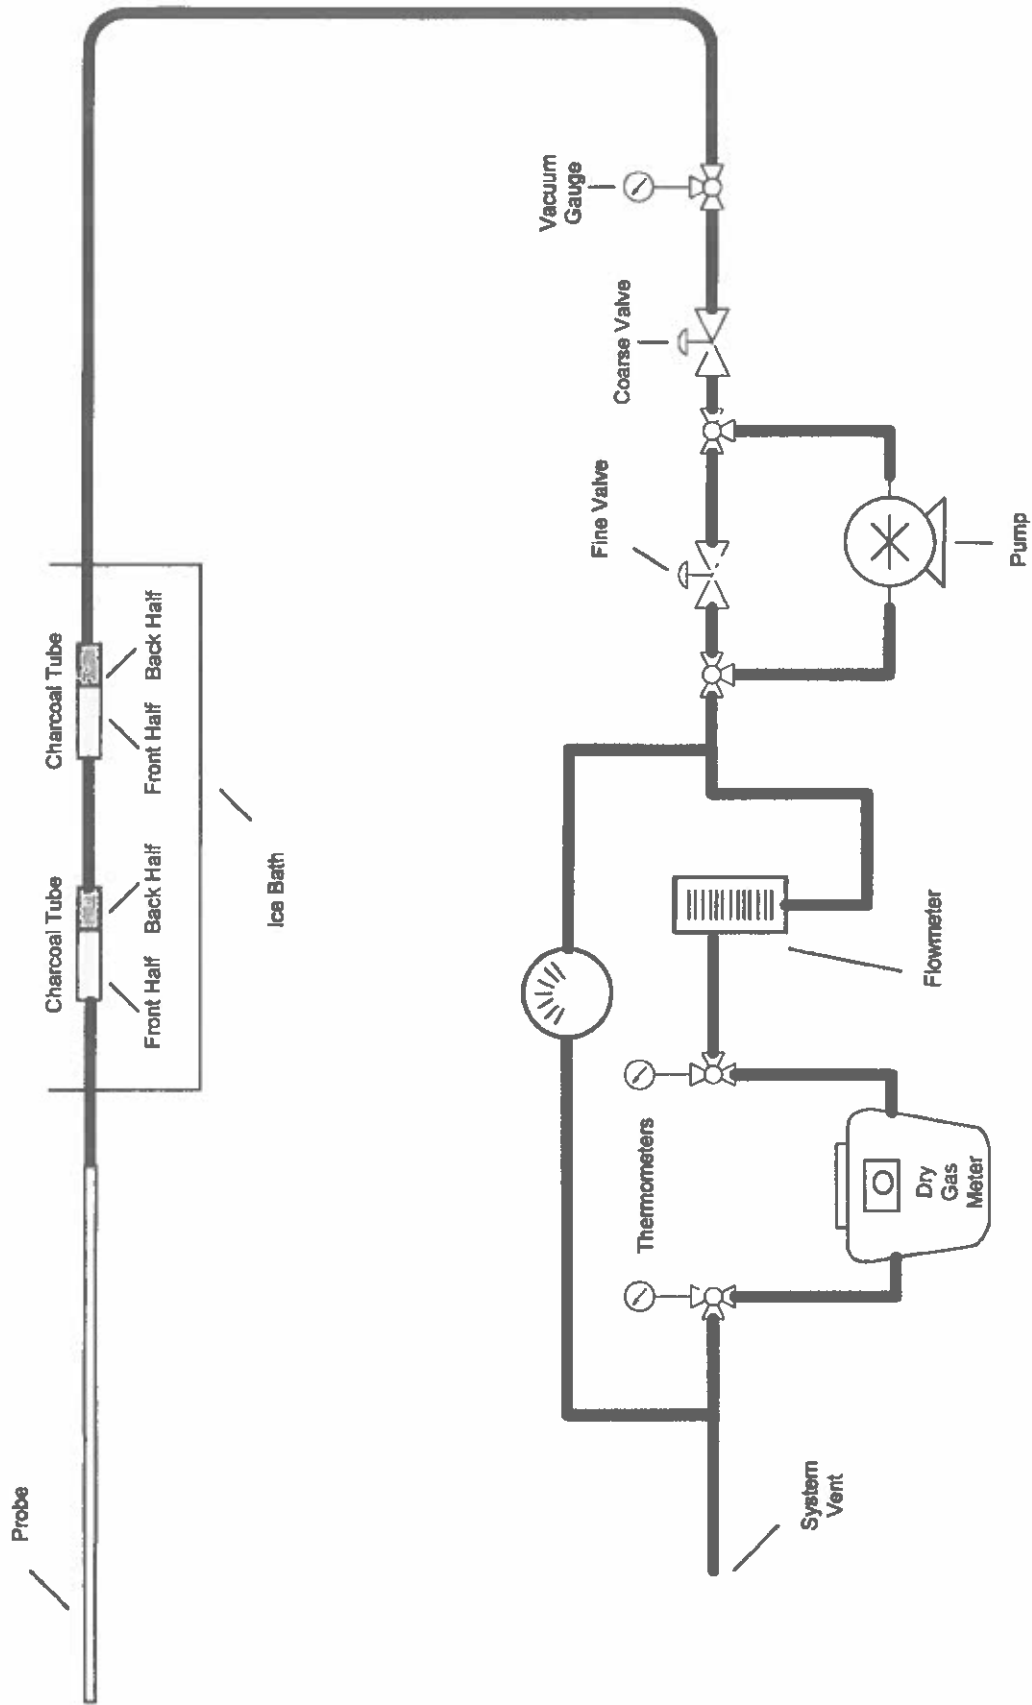 Probe
Charcoal Tube
Front Half
Back Half
Charcoal Tube
Front Half
Back Half
Ice Bath
Vacuum
Gauge
Coarse Valve
Fine Valve
Pump
Flowmeter
Thermometers
Dry
Gas
Meter
System
Vent